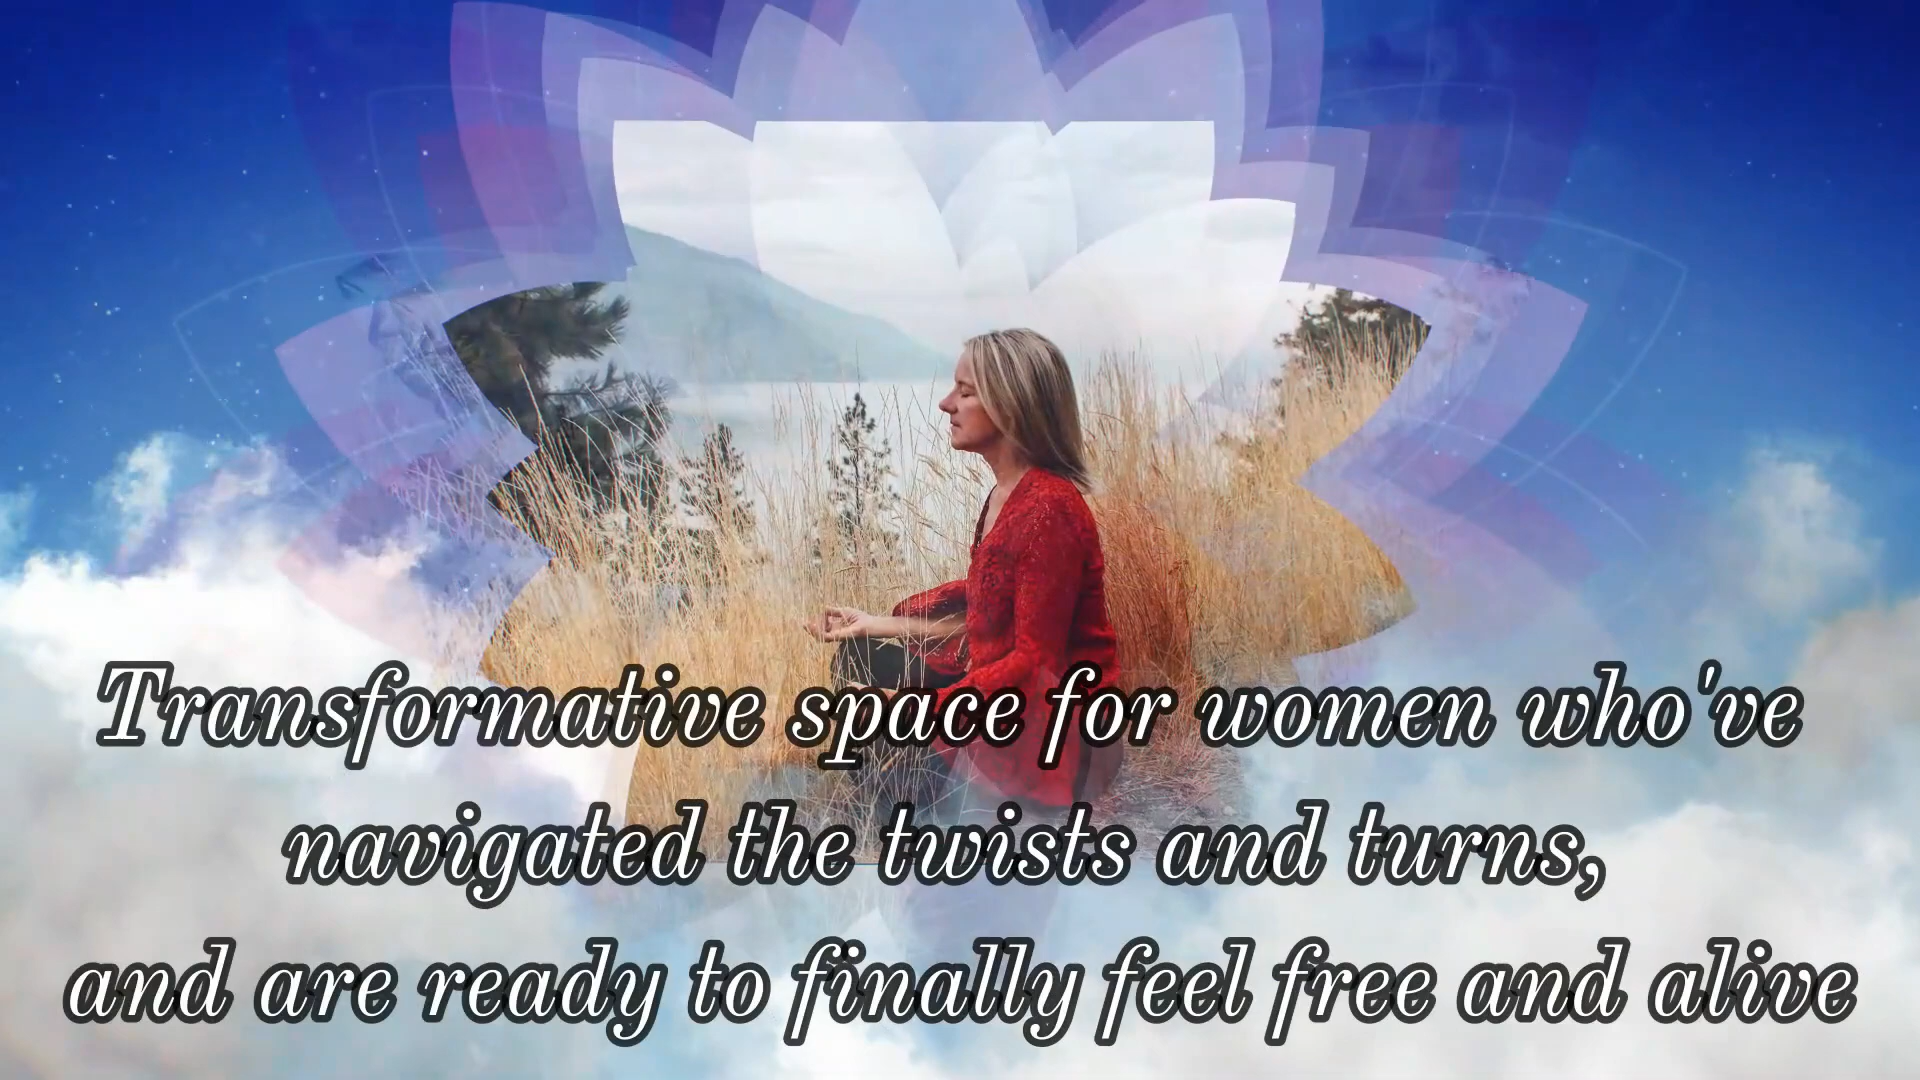 Transformative space for women who've
navigated the twists and turns,
and are ready to finally feel free and alive